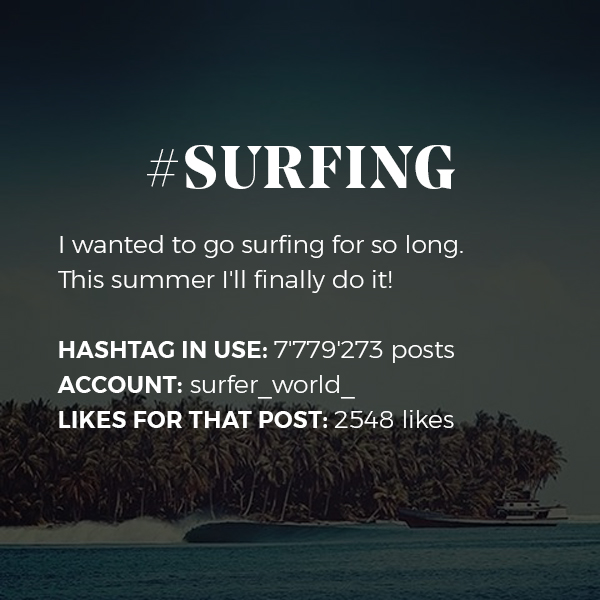 #SURFING
I wanted to go surfing for so long.
This summer I'll finally do it!
HASHTAG IN USE: 7'779'273 posts
ACCOUNT: surfer_world_
LIKES FOR THAT POST: 2548 likes